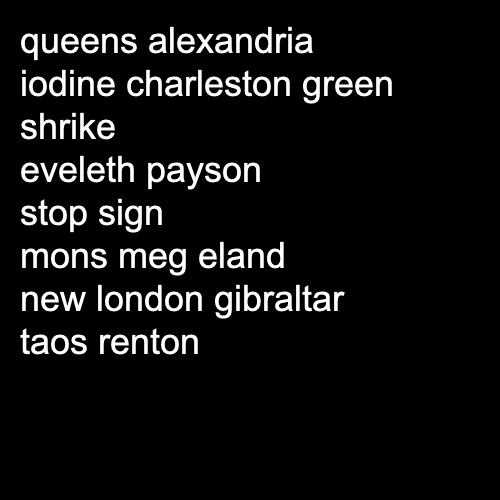 queens alexandria
iodine charleston green
shrike
eveleth payson
stop sign
mons meg eland
new london gibraltar
taos renton